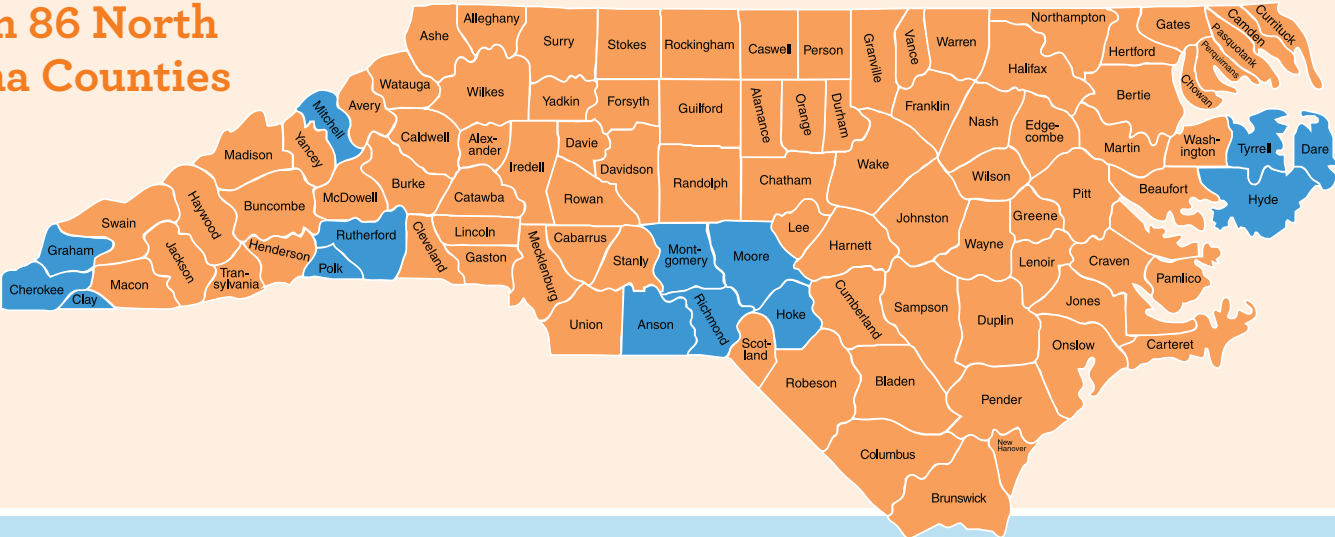 n 86 North
na Counties
Ashe
Alleghany
Surry
Stokes
Rockingham
Caswell
Person
Granville
Vance
Warren
Northampton
Gates
Camden
Currituck
Pasquotank
Perquimans
Chowan
Hertford
Halifax
Bertie
Watauga
Wilkes
Yadkin
Forsyth
Guilford
Alamance
Orange
Durham
Franklin
Nash
Edge-
combe
Martin
Wash-
ington
Tyrrell
Dare
Hyde
Mitchell
Avery
Caldwell
Alex-
ander
Iredell
Davie
Davidson
Randolph
Chatham
Wake
Wilson
Pitt
Beaufort
Madison
Yancey
McDowell
Burke
Catawba
Rowan
Buncombe
Haywood
Swain
Graham
Cherokee
Clay
Macon
Jackson
Tran-
sylvania
Henderson
Polk
Rutherford
Cleveland
Lincoln
Gaston
Mecklenburg
Cabarrus
Stanly
Mont-
gomery
Moore
Lee
Harnett
Johnston
Wayne
Greene
Lenoir
Craven
Pamlico
Jones
Carteret
Onslow
Duplin
Sampson
Cumberland
Hoke
Richmond
Anson
Union
Scot-
land
Robeson
Bladen
Pender
New
Hanover
Columbus
Brunswick